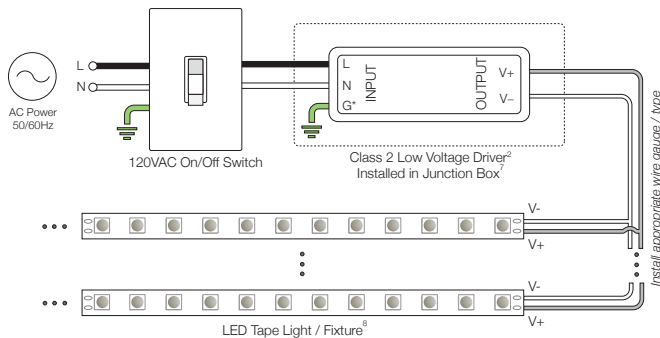 L
N
AC Power
50/60Hz
120VAC On/Off Switch
L
N
G*
INPUT
OUTPUT
V+
V–
Class 2 Low Voltage Driver²
Installed in Junction Box⁷
Install appropriate wire gauge / type
V-
V+
V-
V+
LED Tape Light / Fixture⁸